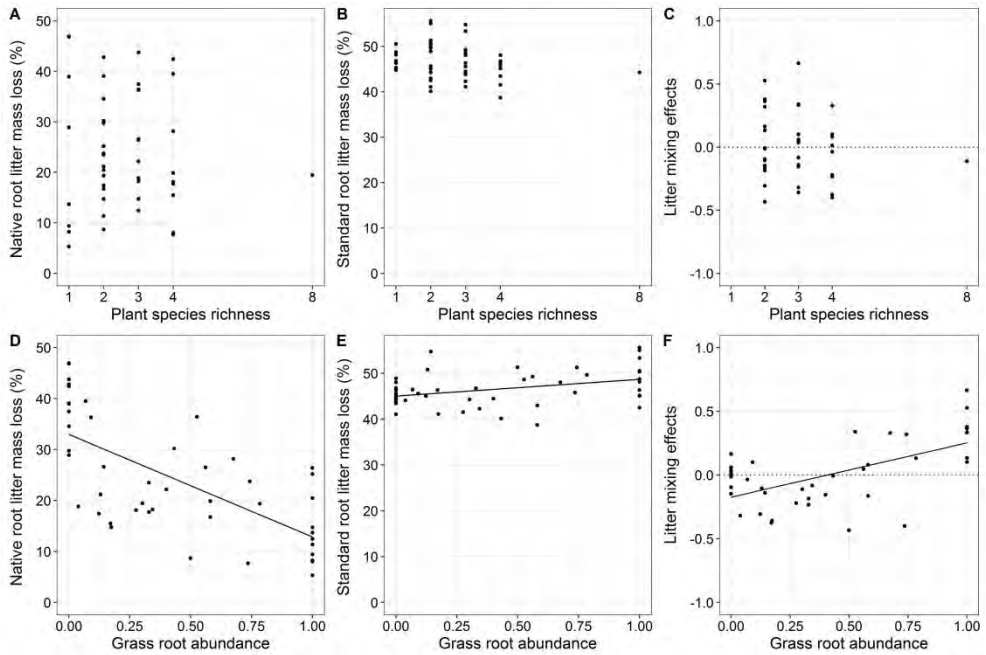 A
Native root litter mass loss (%)
50
40
30
20
10
0
1 2 3 4 8
Plant species richness
B
Standard root litter mass loss (%)
50
40
30
20
10
0
1 2 3 4 8
Plant species richness
C
Litter mixing effects
1.0
0.5
0.0
-0.5
-1.0
1 2 3 4 8
Plant species richness
D
Native root litter mass loss (%)
50
40
30
20
10
0
0.00 0.25 0.50 0.75 1.00
Grass root abundance
E
Standard root litter mass loss (%)
50
40
30
20
10
0
0.00 0.25 0.50 0.75 1.00
Grass root abundance
F
Litter mixing effects
1.0
0.5
0.0
-0.5
-1.0
0.00 0.25 0.50 0.75 1.00
Grass root abundance